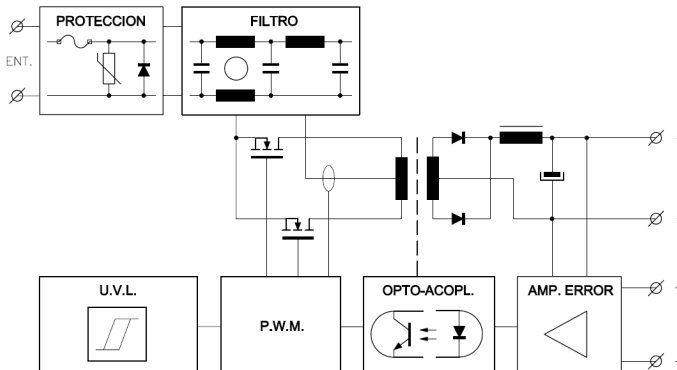 PROTECCION
FILTRO
ENT.
U.V.L.
P.W.M.
OPTO-ACOPL.
AMP. ERROR